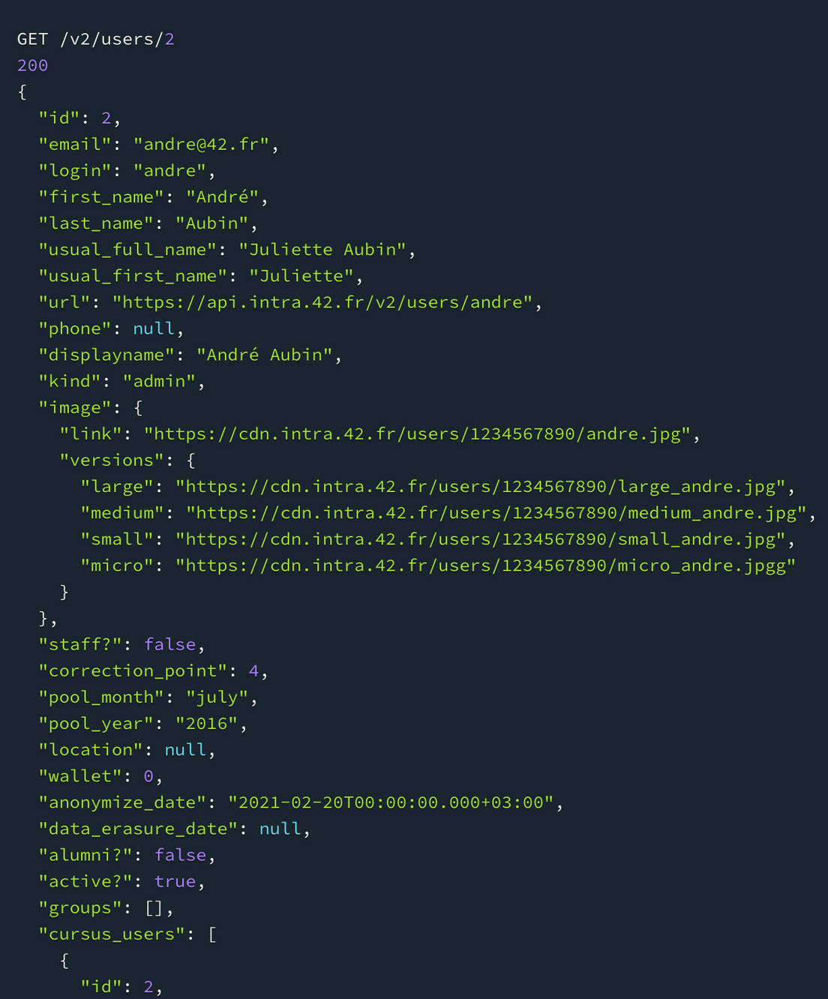 GET /v2/users/2
200
{
  "id": 2,
  "email": "andre@42.fr",
  "login": "andre",
  "first_name": "André",
  "last_name": "Aubin",
  "usual_full_name": "Juliette Aubin",
  "usual_first_name": "Juliette",
  "url": "https://api.intra.42.fr/v2/users/andre",
  "phone": null,
  "displayname": "André Aubin",
  "kind": "admin",
  "image": {
    "link": "https://cdn.intra.42.fr/users/1234567890/andre.jpg",
    "versions": {
      "large": "https://cdn.intra.42.fr/users/1234567890/large_andre.jpg",
      "medium": "https://cdn.intra.42.fr/users/1234567890/medium_andre.jpg",
      "small": "https://cdn.intra.42.fr/users/1234567890/small_andre.jpg",
      "micro": "https://cdn.intra.42.fr/users/1234567890/micro_andre.jpgg"
    }
  },
  "staff?": false,
  "correction_point": 4,
  "pool_month": "july",
  "pool_year": "2016",
  "location": null,
  "wallet": 0,
  "anonymize_date": "2021-02-20T00:00:00.000+03:00",
  "data_erasure_date": null,
  "alumni?": false,
  "active?": true,
  "groups": [],
  "cursus_users": [
    {
      "id": 2,